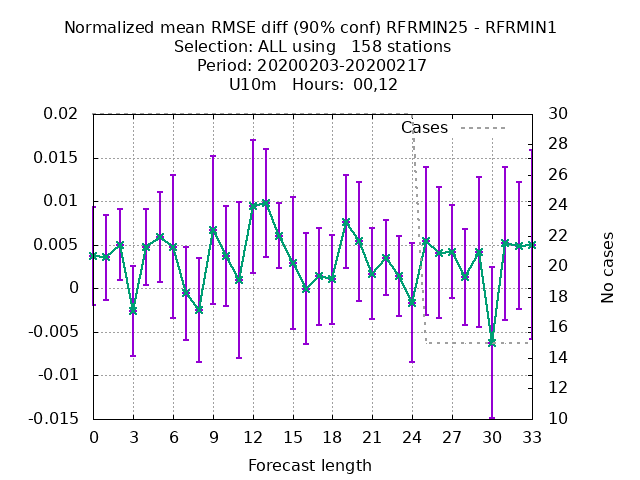 Normalized mean RMSE diff (90% conf) RFRMIN25 - RFRMIN1
Selection: ALL using   158 stations
Period: 20200203-20200217
U10m   Hours: 00,12
Cases
0.02
0.015
0.01
0.005
0
-0.005
-0.01
-0.015
30
28
26
24
22
20
18
16
14
12
10
No cases
0 3 6 9 12 15 18 21 24 27 30 33
Forecast length